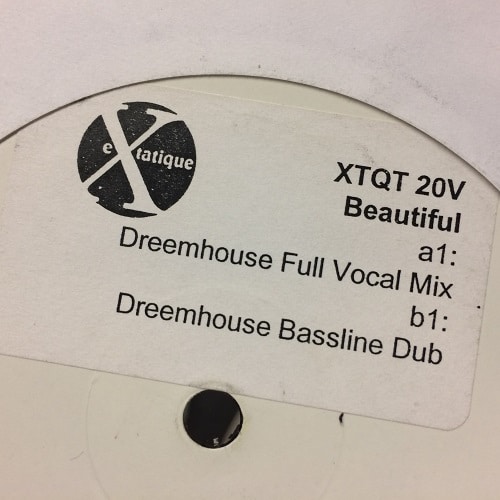 eXtatique
XTQT 20V
Beautiful
a1:
Dreemhouse Full Vocal Mix
b1:
Dreemhouse Bassline Dub